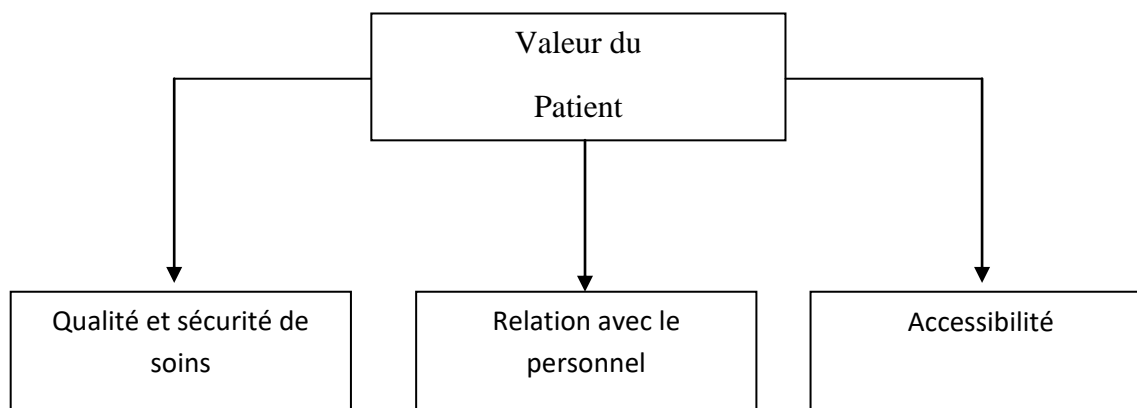 Valeur du
Patient
Qualité et sécurité de
soins
Relation avec le
personnel
Accessibilité